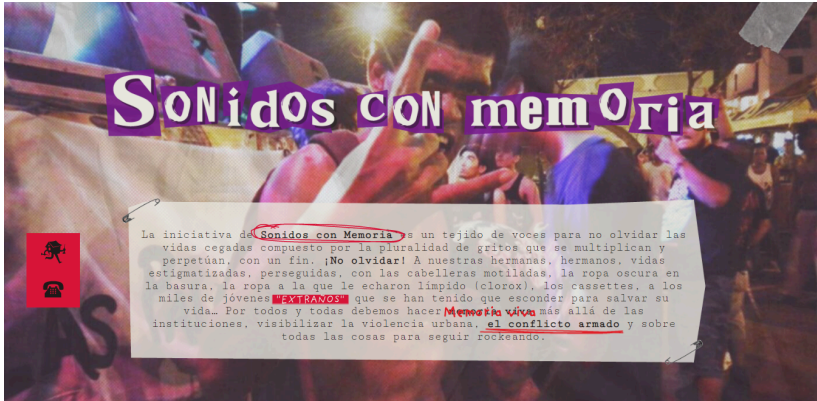 Sonidos con memoria
La iniciativa de Sonidos con Memoria es un tejido de voces para no olvidar las
vidas cegadas compuesto por la pluralidad de gritos que se multiplican y
perpetúan, con un fin. ¡No olvidar! A nuestras hermanas, hermanos, vidas
estigmatizadas, perseguidas, con las cabelleras motiladas, la ropa oscura en
la basura, la ropa a la que le echaron límpido (clorox), los cassettes, a los
miles de jóvenes "EXTRAÑOS" que se han tenido que esconder para salvar su
vida… Por todos y todas debemos hacer Memoria viva más allá de las
instituciones, visibilizar la violencia urbana, el conflicto armado y sobre
todas las cosas para seguir rockeando.